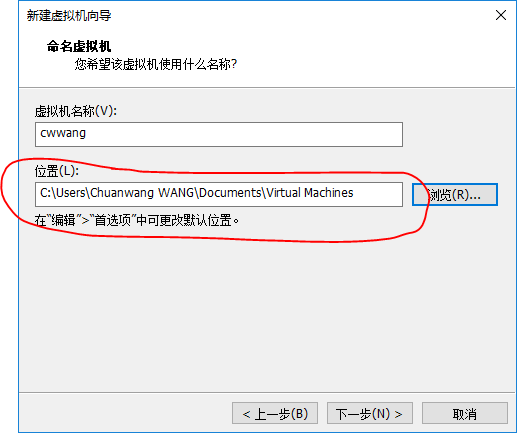 新建虚拟机向导
命名虚拟机
您希望该虚拟机使用什么名称?
虚拟机名称(V):
cwwang
位置(L):
C:\Users\Chuanwang WANG\Documents\Virtual Machines
浏览(R)...
在“编辑”>“首选项”中可更改默认位置。
< 上一步(B)
下一步(N) >
取消